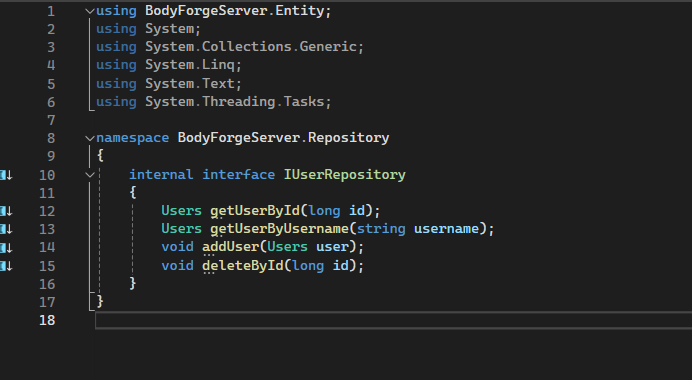 1 using BodyForgeServer.Entity;
2 using System;
3 using System.Collections.Generic;
4 using System.Linq;
5 using System.Text;
6 using System.Threading.Tasks;
7
8 namespace BodyForgeServer.Repository
9 {
10 internal interface IUserRepository
11 {
12 Users getUserById(long id);
13 Users getUserByUsername(string username);
14 void addUser(Users user);
15 void deleteById(long id);
16 }
17 }
18